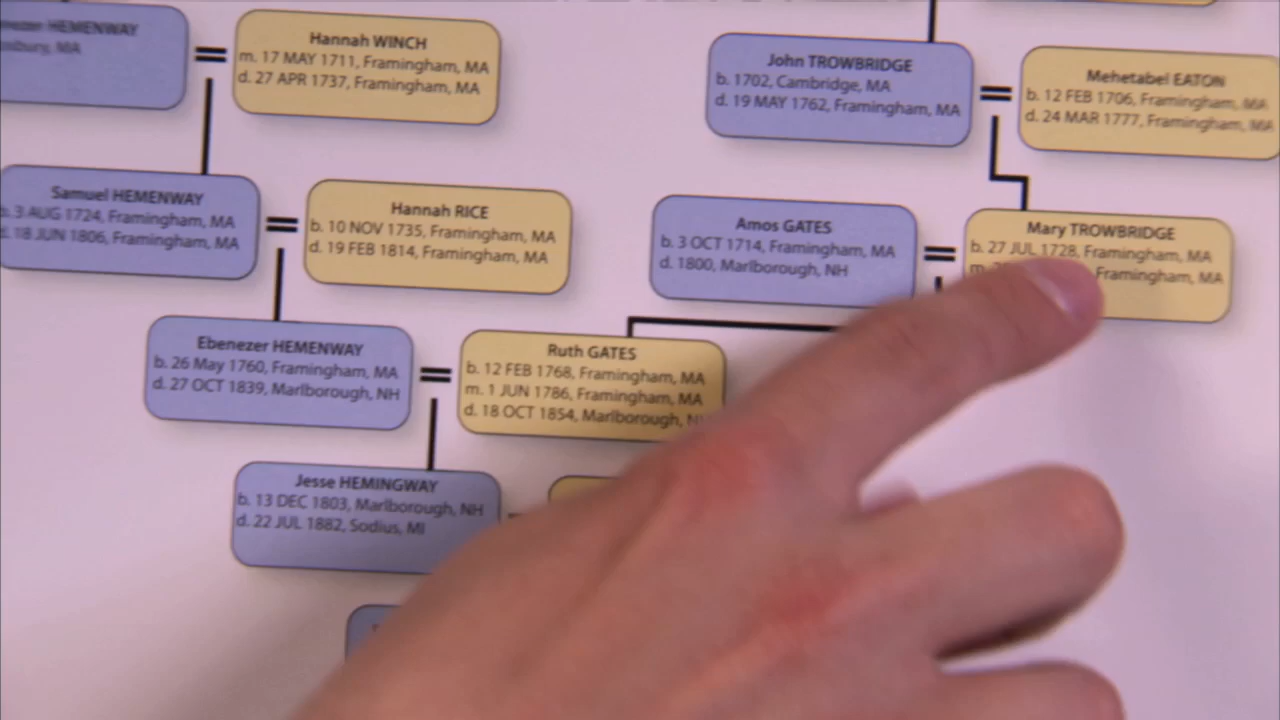 HEMENWAY
MA
Hannah WINCH
m. 17 MAY 1711, Framingham, MA
d. 27 APR 1737, Framingham, MA
John TROWBRIDGE
b. 1702, Cambridge, MA
d. 19 MAY 1762, Framingham, MA
Mehetabel EATON
b. 12 FEB 1706, Framingham, MA
d. 24 MAR 1777, Framingham, MA
Samuel HEMENWAY
b. 3 AUG 1724, Framingham, MA
d. 18 JUN 1806, Framingham, MA
Hannah RICE
b. 10 NOV 1735, Framingham, MA
d. 19 FEB 1814, Framingham, MA
Amos GATES
b. 3 OCT 1714, Framingham, MA
d. 1800, Marlborough, NH
Mary TROWBRIDGE
b. 27 JUL 1728, Framingham, MA
m. Framingham, MA
Ebenezer HEMENWAY
b. 26 May 1760, Framingham, MA
d. 27 OCT 1839, Marlborough, NH
Ruth GATES
b. 12 FEB 1768, Framingham, MA
m. 1 JUN 1786, Framingham, MA
d. 18 OCT 1854, Marlborough,
Jesse HEMINGWAY
b. 13 DEC 1803, Marlborough, NH
d. 22 JUL 1882, Sodius, MI